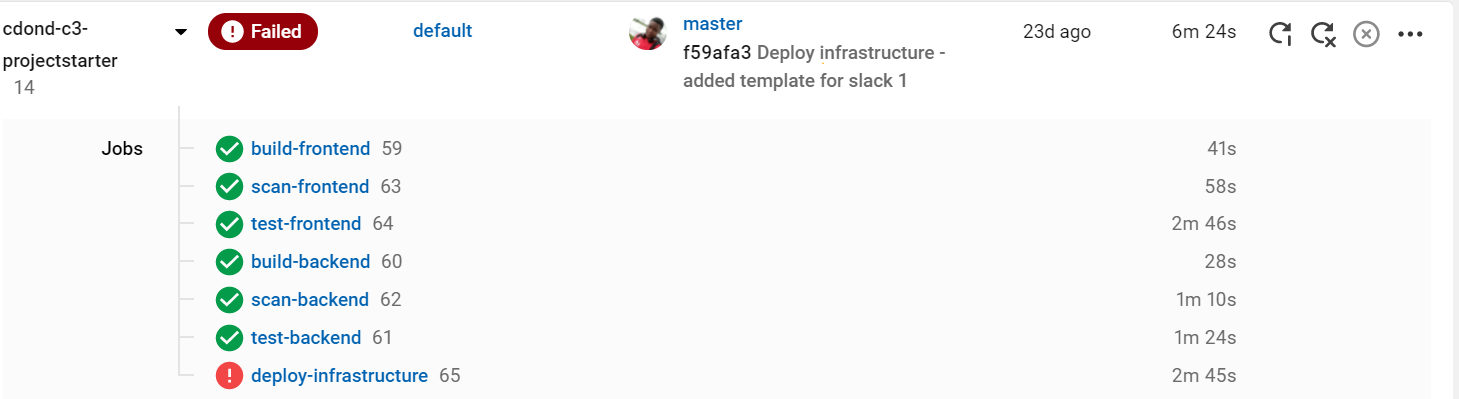 cdond-c3-
projectstarter
14
Failed
default
master
f59afa3 Deploy infrastructure -
added template for slack 1
23d ago
6m 24s
Jobs
build-frontend 59 41s
scan-frontend 63 58s
test-frontend 64 2m 46s
build-backend 60 28s
scan-backend 62 1m 10s
test-backend 61 1m 24s
deploy-infrastructure 65 2m 45s